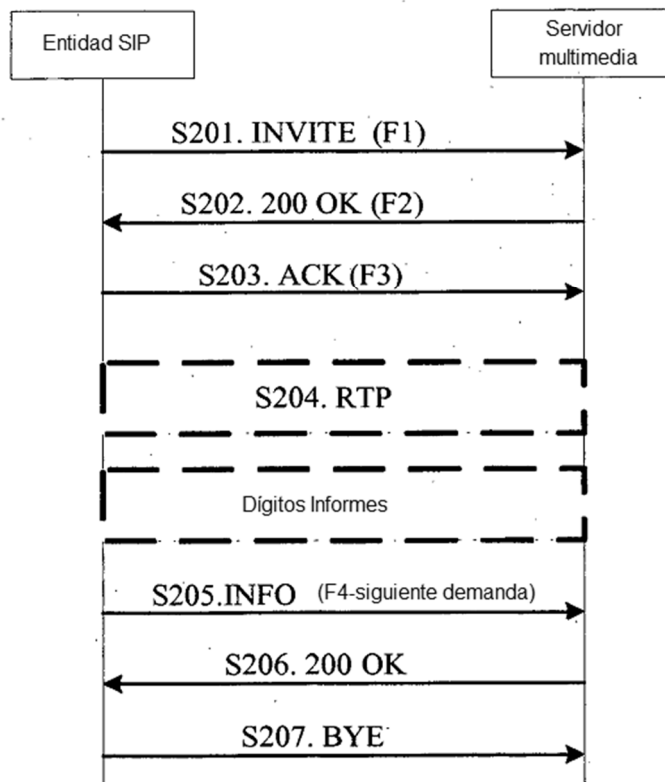 Entidad SIP
Servidor
multimedia
S201. INVITE (F1)
S202. 200 OK (F2)
S203. ACK (F3)
S204. RTP
Dígitos Informes
S205.INFO (F4-siguiente demanda)
S206. 200 OK
S207. BYE